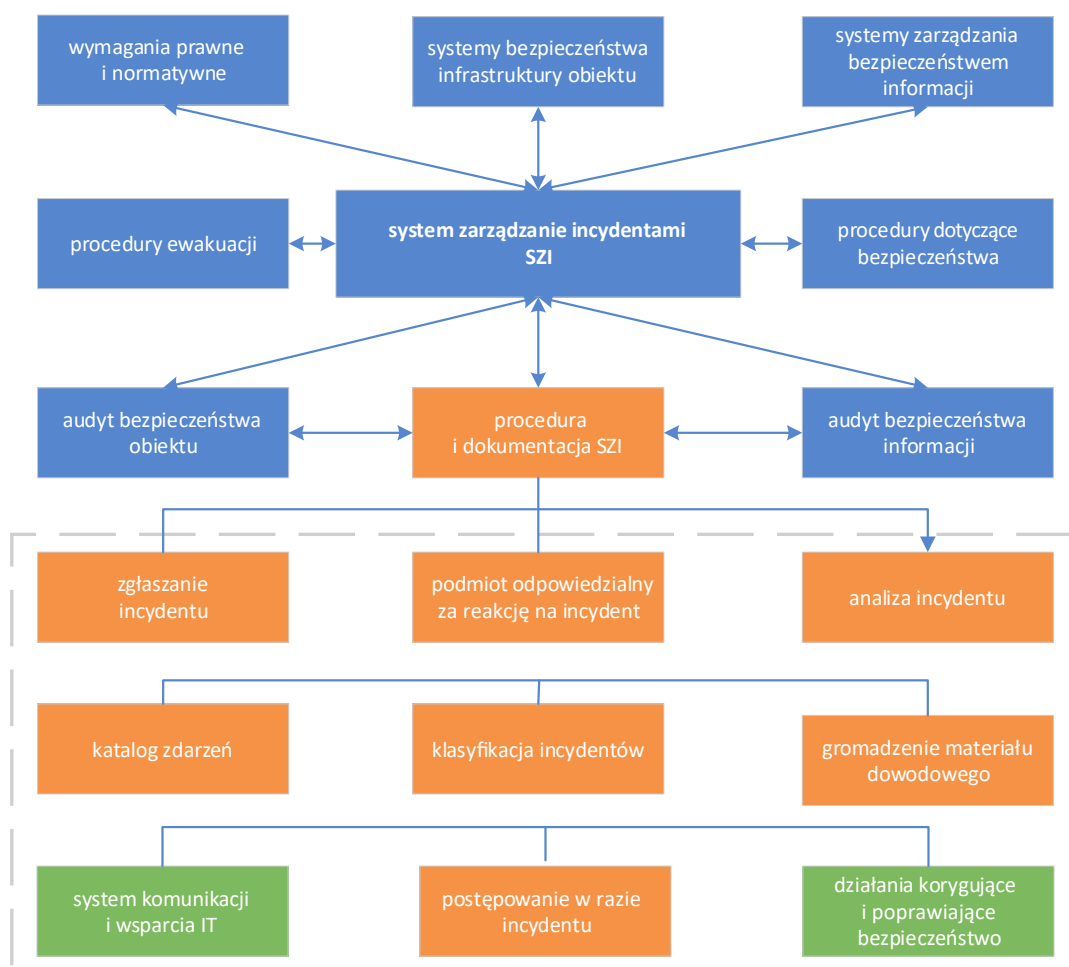 wymagania prawne
i normatywne
systemy bezpieczeństwa
infrastruktury obiektu
systemy zarządzania
bezpieczeństwem
informacji
procedury ewakuacji
system zarządzanie incydentami
SZI
procedury dotyczące
bezpieczeństwa
audyt bezpieczeństwa
obiektu
procedura
i dokumentacja SZI
audyt bezpieczeństwa
informacji
zgłaszanie
incydentu
podmiot odpowiedzialny
za reakcję na incydent
analiza incydentu
katalog zdarzeń
klasyfikacja incydentów
gromadzenie materiału
dowodowego
system komunikacji
i wsparcia IT
postępowanie w razie
incydentu
działania korygujące
i poprawiające
bezpieczeństwo